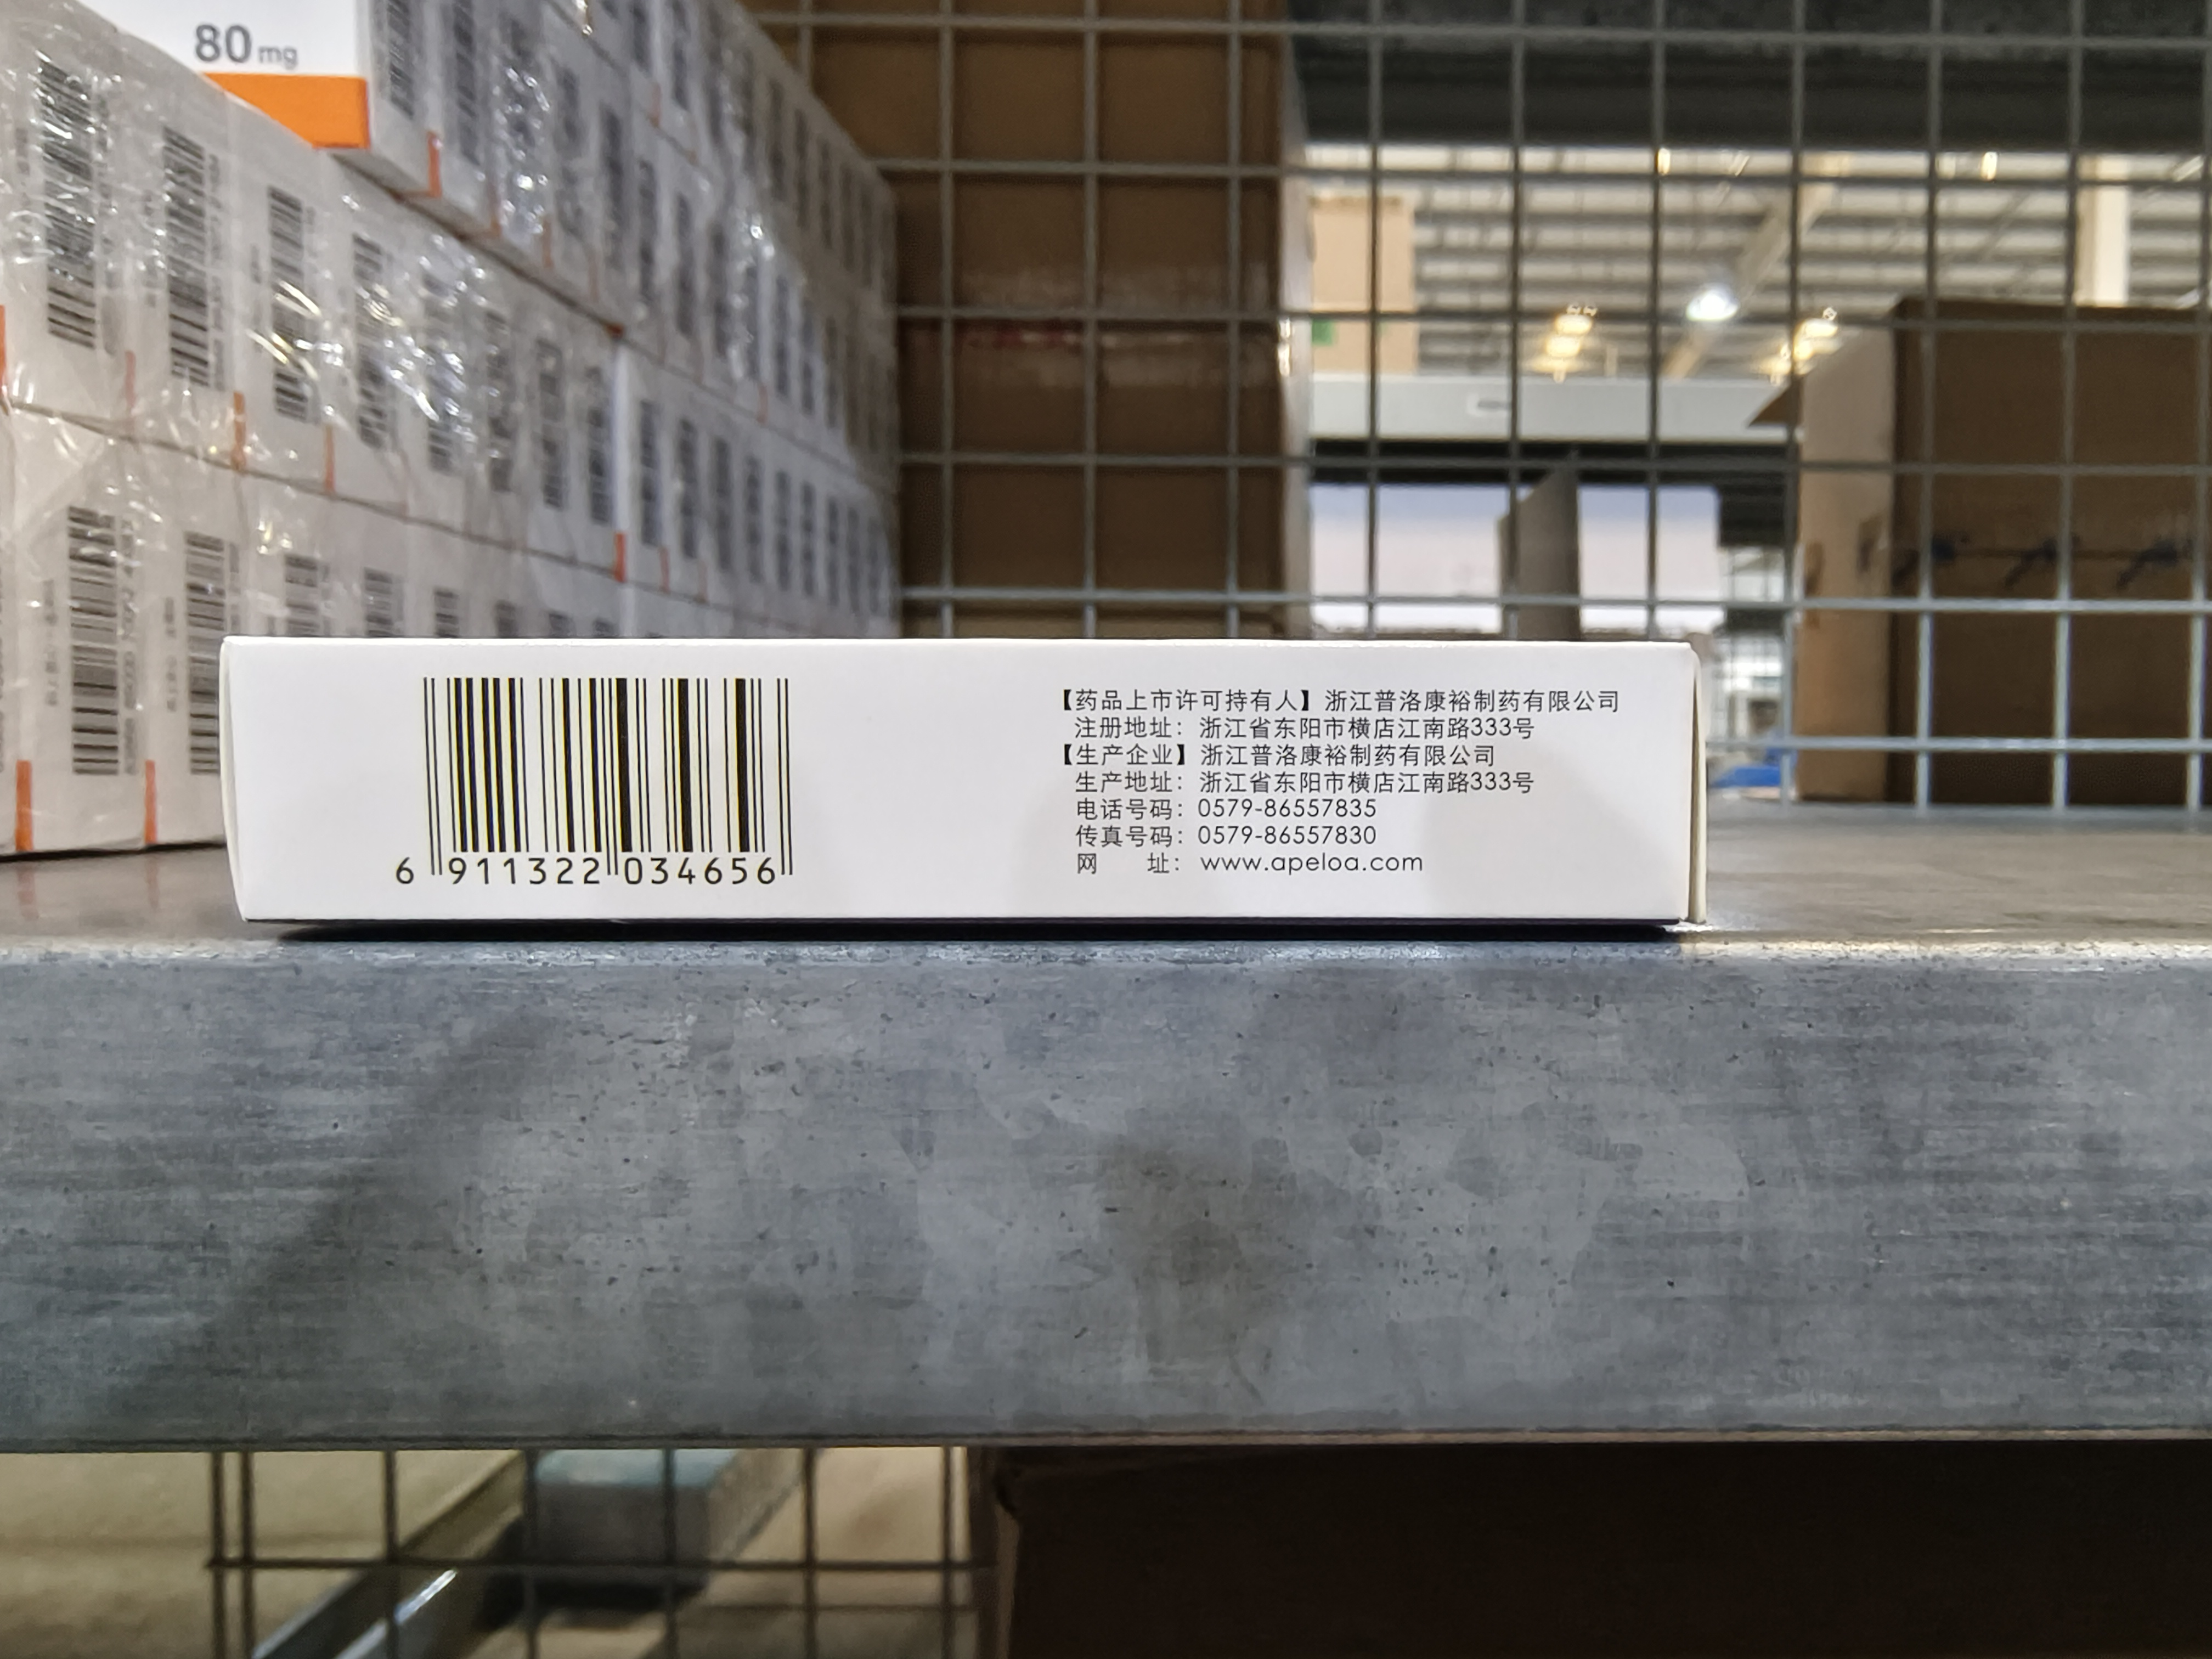 80mg
6 911322 034656
【药品上市许可持有人】浙江普洛康裕制药有限公司
注册地址：浙江省东阳市横店江南路333号
【生产企业】浙江普洛康裕制药有限公司
生产地址：浙江省东阳市横店江南路333号
电话号码：0579-86557835
传真号码：0579-86557830
网　　址：www.apeloa.com